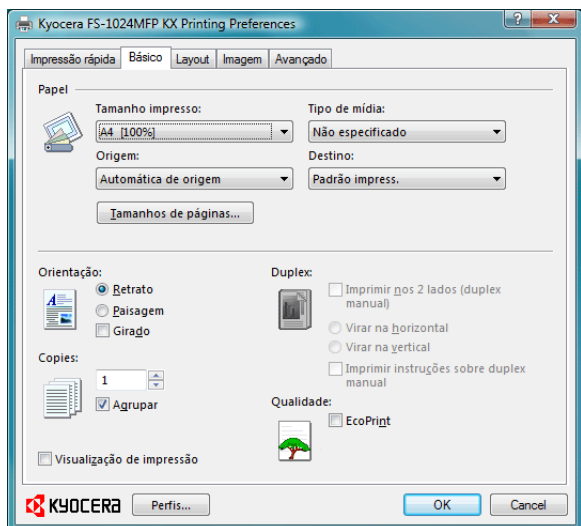 Kyocera FS-1024MFP KX Printing Preferences
Impressão rápida Básico Layout Imagem Avançado
Papel
Tamanho impresso: Tipo de mídia:
A4 [100%] Não especificado
Origem: Destino:
Automática de origem Padrão impress.
Tamanhos de páginas...
Orientação: Duplex:
Retrato
Paisagem
Girado
Imprimir nos 2 lados (duplex
manual)
Virar na horizontal
Virar na vertical
Imprimir instruções sobre duplex
manual
Copies:
1
Agrupar
Qualidade:
EcoPrint
Visualização de impressão
KYOCERA Perfis... OK Cancel